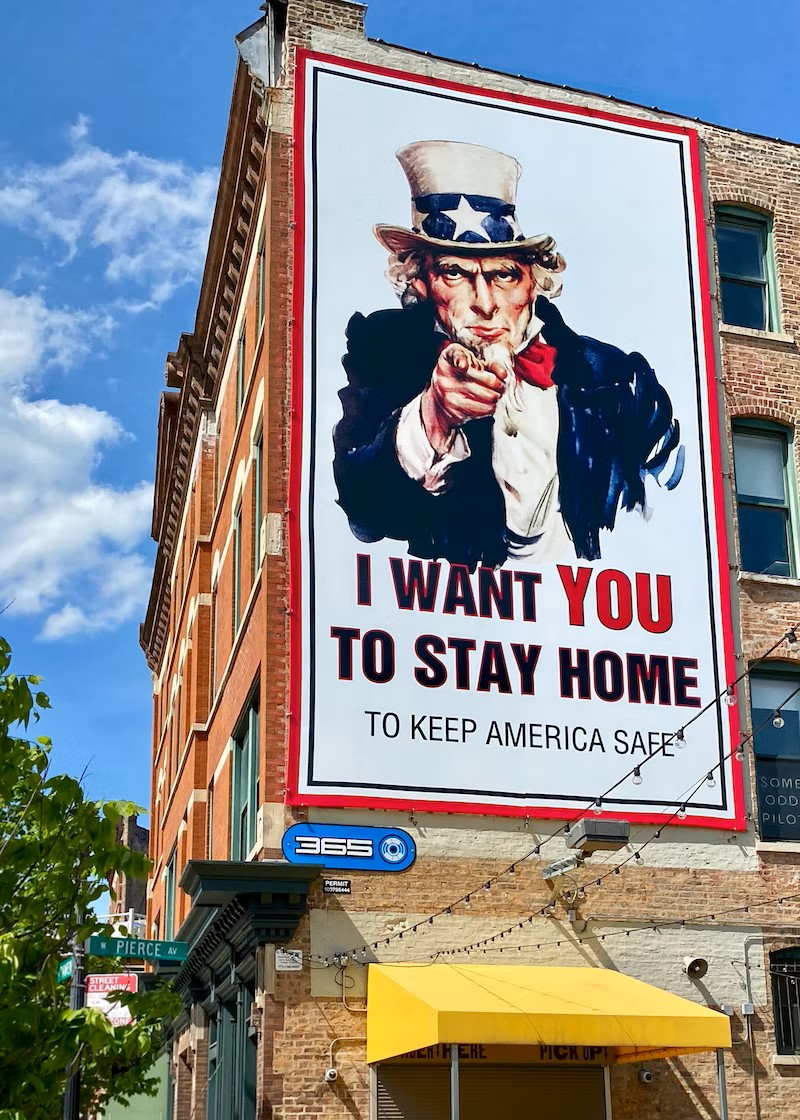 I WANT YOU
TO STAY HOME
TO KEEP AMERICA SAFE
SOME
ODD
PILOT
365
PERMIT
W PIERCE AV
STREET
CLEANING
HERE
PICK UP!